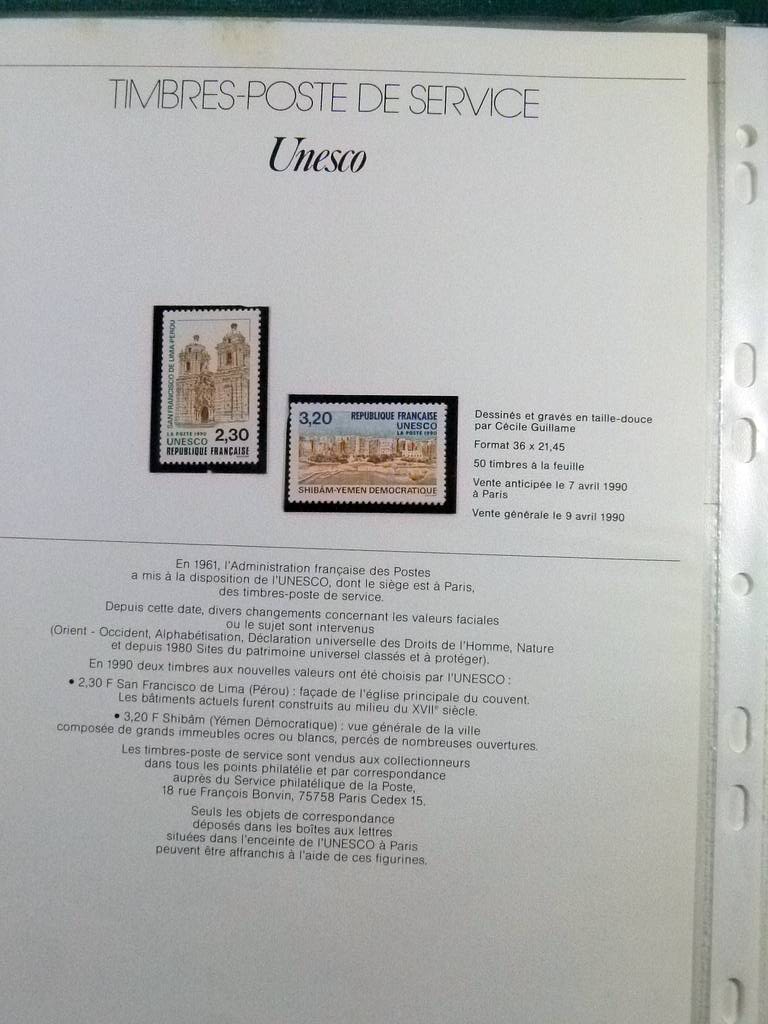 TIMBRES-POSTE DE SERVICE
Unesco
SAN FRANCISCO DE LIMA-PEROU
LA POSTE 1990
UNESCO 2,30
REPUBLIQUE FRANÇAISE
3,20 REPUBLIQUE FRANÇAISE
UNESCO
LA POSTE 1990
SHIBÂM-YEMEN DEMOCRATIQUE
Dessinés et gravés en taille-douce
par Cécile Guillame
Format 36 x 21,45
50 timbres à la feuille
Vente anticipée le 7 avril 1990
à Paris
Vente générale le 9 avril 1990
En 1961, l'Administration française des Postes
a mis à la disposition de l'UNESCO, dont le siège est à Paris,
des timbres-poste de service.
Depuis cette date, divers changements concernant les valeurs faciales
ou le sujet sont intervenus
(Orient - Occident, Alphabétisation, Déclaration universelle des Droits de l'Homme, Nature
et depuis 1980 Sites du patrimoine universel classés et à protéger).
En 1990 deux timbres aux nouvelles valeurs ont été choisis par l'UNESCO :
• 2,30 F San Francisco de Lima (Pérou) : façade de l'église principale du couvent.
Les bâtiments actuels furent construits au milieu du XVIIe siècle.
• 3,20 F Shibâm (Yémen Démocratique) : vue générale de la ville
composée de grands immeubles ocres ou blancs, percés de nombreuses ouvertures.
Les timbres-poste de service sont vendus aux collectionneurs
dans tous les points philatélie et par correspondance
auprès du Service philatélique de la Poste,
18 rue François Bonvin, 75758 Paris Cedex 15.
Seuls les objets de correspondance
déposés dans les boîtes aux lettres
situées dans l'enceinte de l'UNESCO à Paris
peuvent être affranchis à l'aide de ces figurines.